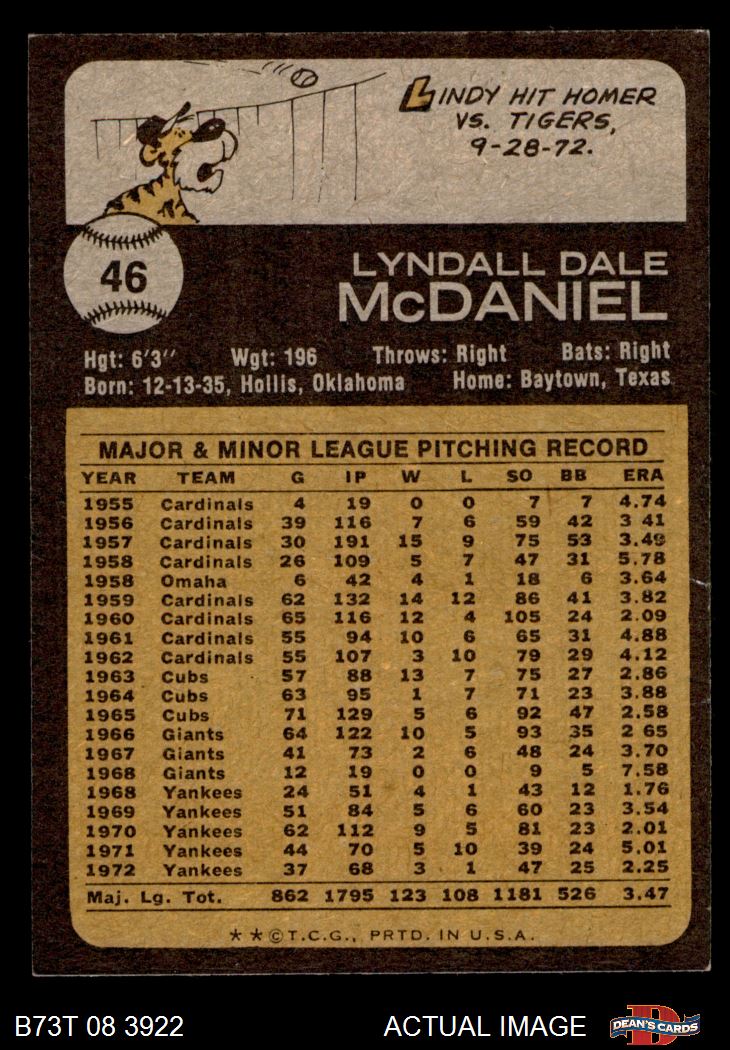 LINDY HIT HOMER
VS. TIGERS,
9-28-72.
46
LYNDALL DALE
McDANIEL
Hgt: 6'3" Wgt: 196 Throws: Right Bats: Right
Born: 12-13-35, Hollis, Oklahoma Home: Baytown, Texas
MAJOR & MINOR LEAGUE PITCHING RECORD
YEAR TEAM G IP W L SO BB ERA
1955 Cardinals 4 19 0 0 7 7 4.74
1956 Cardinals 39 116 7 6 59 42 3 41
1957 Cardinals 30 191 15 9 75 53 3.49
1958 Cardinals 26 109 5 7 47 31 5.78
1958 Omaha 6 42 4 1 18 6 3.64
1959 Cardinals 62 132 14 12 86 41 3.82
1960 Cardinals 65 116 12 4 105 24 2.09
1961 Cardinals 55 94 10 6 65 31 4.88
1962 Cardinals 55 107 3 10 79 29 4.12
1963 Cubs 57 88 13 7 75 27 2.86
1964 Cubs 63 95 1 7 71 23 3.88
1965 Cubs 71 129 5 6 92 47 2.58
1966 Giants 64 122 10 5 93 35 2 65
1967 Giants 41 73 2 6 48 24 3.70
1968 Giants 12 19 0 0 9 5 7.58
1968 Yankees 24 51 4 1 43 12 1.76
1969 Yankees 51 84 5 6 60 23 3.54
1970 Yankees 62 112 9 5 81 23 2.01
1971 Yankees 44 70 5 10 39 24 5.01
1972 Yankees 37 68 3 1 47 25 2.25
Maj. Lg. Tot. 862 1795 123 108 1181 526 3.47
**©T.C.G., PRTD. IN U.S.A.
B73T 08 3922 ACTUAL IMAGE DEAN'S CARDS